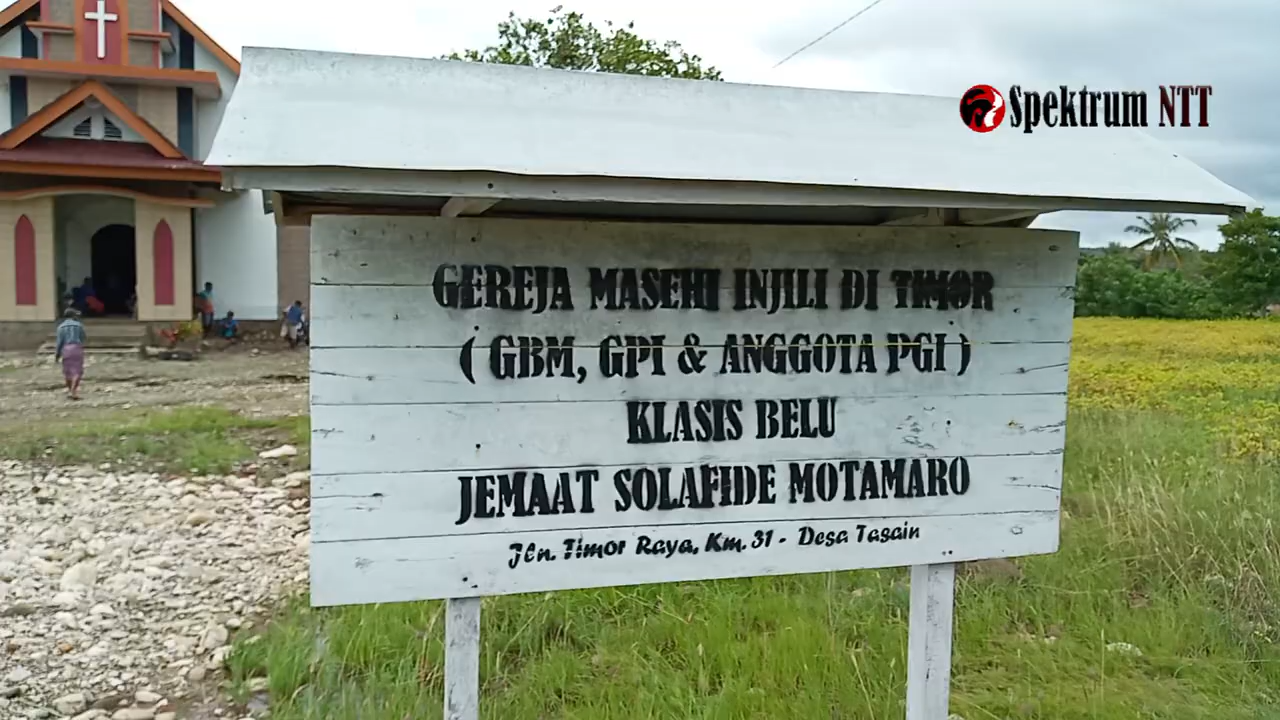 Spektrum NTT
GEREJA MASEHI INJILI DI TIMOR
( GBM, GPI & ANGGOTA PGI )
KLASIS BELU
JEMAAT SOLAFIDE MOTAMARO
Jln. Timor Raya, Km. 31 - Desa Tasain